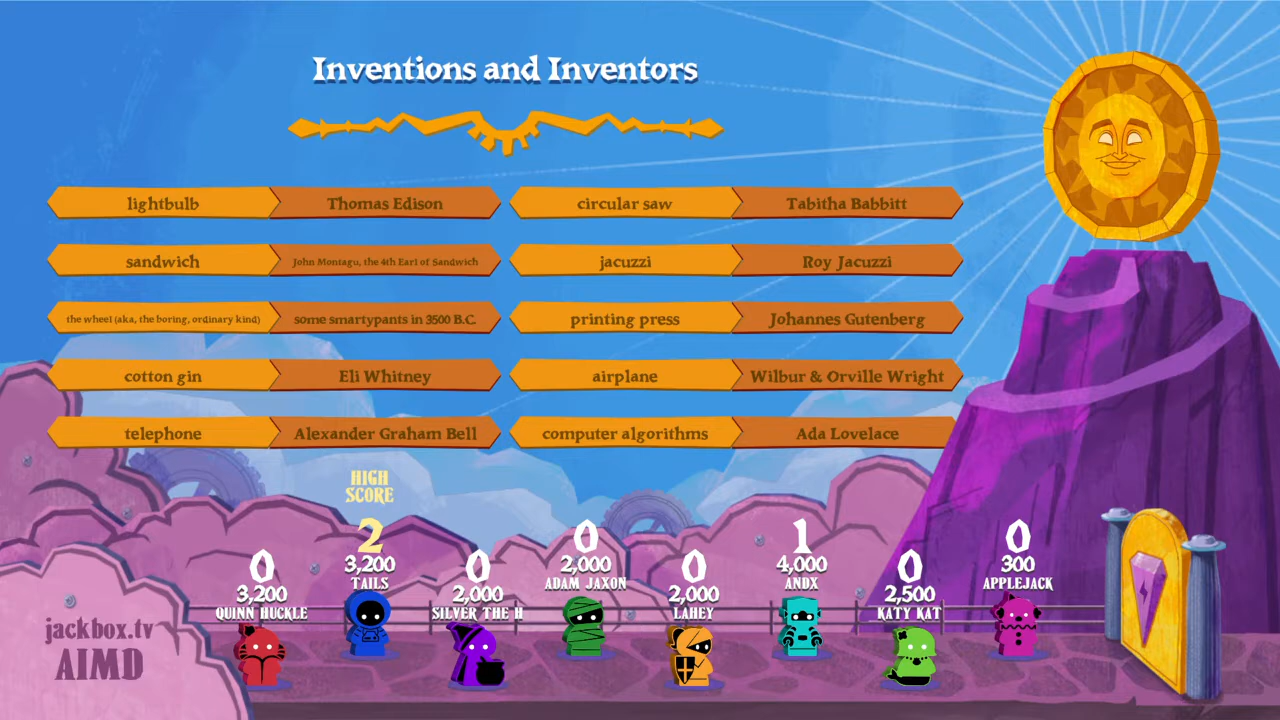 Inventions and Inventors
lightbulb Thomas Edison circular saw Tabitha Babbitt
sandwich John Montagu, the 4th Earl of Sandwich jacuzzi Roy Jacuzzi
the wheel (aka, the boring, ordinary kind) some smartypants in 3500 B.C. printing press Johannes Gutenberg
cotton gin Eli Whitney airplane Wilbur & Orville Wright
telephone Alexander Graham Bell computer algorithms Ada Lovelace
HIGH
SCORE
0
3,200
QUINN HUCKLE
2
3,200
TAILS
0
2,000
SILVER THE H
0
2,000
ADAM JAXON
0
2,000
LAHEY
1
4,000
ANDX
0
2,500
KATY KAT
0
300
APPLEJACK
jackbox.tv
AIMD